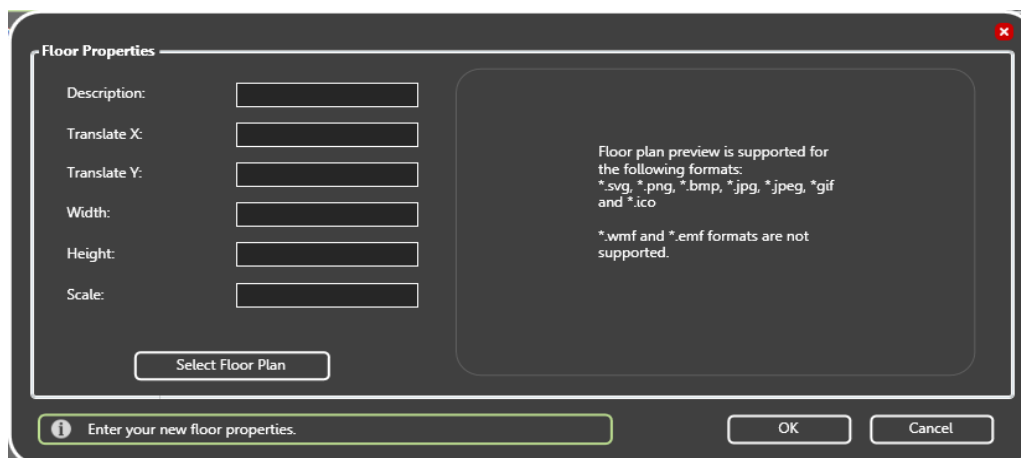 Floor Properties
Description:
Translate X:
Translate Y:
Width:
Height:
Scale:
Select Floor Plan
Floor plan preview is supported for
the following formats:
*.svg, *.png, *.bmp, *.jpg, *.jpeg, *gif
and *.ico
*.wmf and *.emf formats are not
supported.
Enter your new floor properties.
OK
Cancel